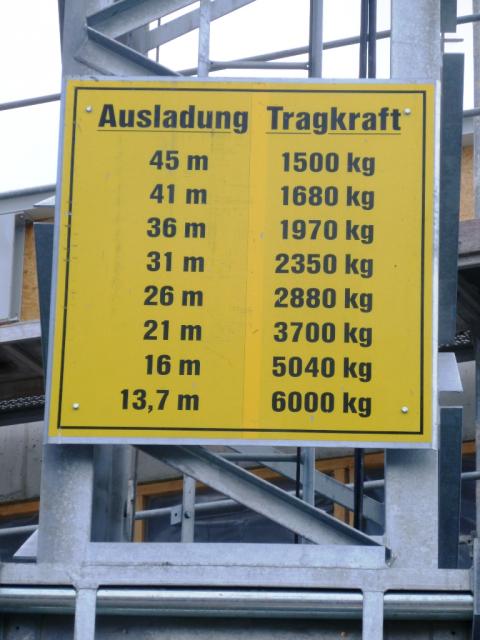 Ausladung Tragkraft
45 m 1500 kg
41 m 1680 kg
36 m 1970 kg
31 m 2350 kg
26 m 2880 kg
21 m 3700 kg
16 m 5040 kg
13,7 m 6000 kg